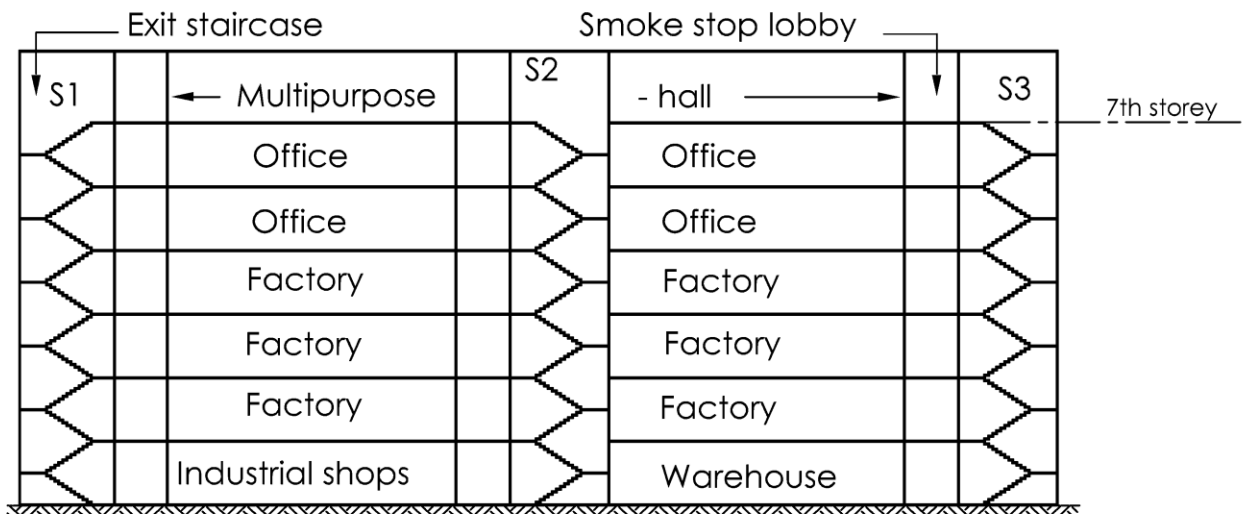 Exit staircase
Smoke stop lobby
S1
Multipurpose
S2
- hall
S3
7th storey
Office
Office
Office
Office
Factory
Factory
Factory
Factory
Factory
Factory
Industrial shops
Warehouse